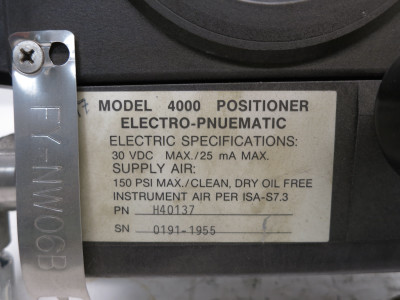 MODEL 4000 POSITIONER
ELECTRO-PNUEMATIC
ELECTRIC SPECIFICATIONS:
30 VDC MAX./25 mA MAX.
SUPPLY AIR:
150 PSI MAX./CLEAN, DRY OIL FREE
INSTRUMENT AIR PER ISA-S7.3
PN H40137
SN 0191-1955
FY-NW06B